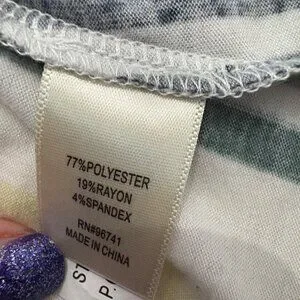 77%POLYESTER
19%RAYON
4%SPANDEX
RN#96741
MADE IN CHINA